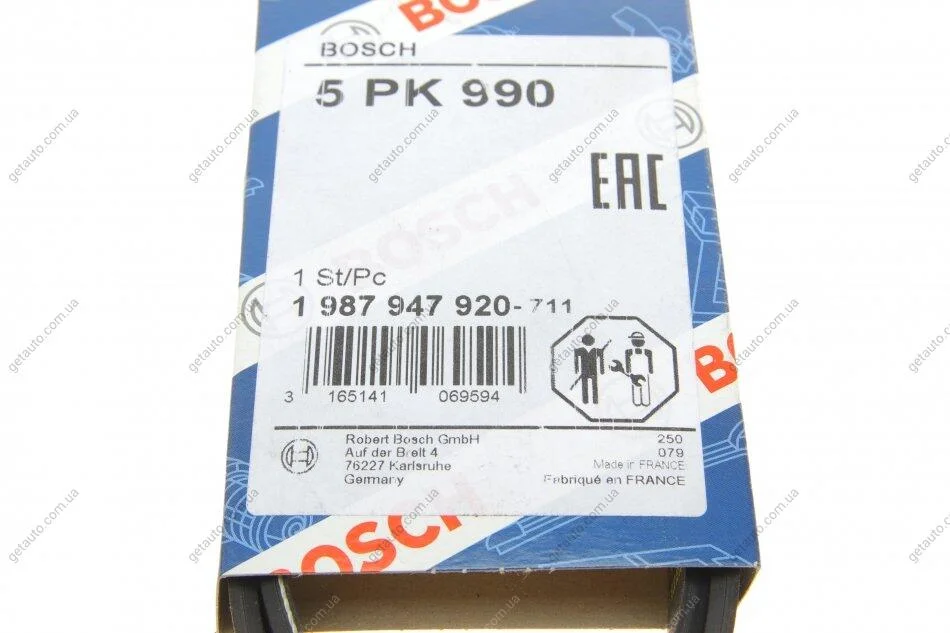 BOSCH
BOSCH
5 PK 990
EAC
BOSCH
1 St/Pc
1 987 947 920-711
3 165141 069594
Robert Bosch GmbH
Auf der Breit 4
76227 Karlsruhe
Germany
250
079
Made in FRANCE
Fabriqué en FRANCE
BOSCH
getauto.com.ua